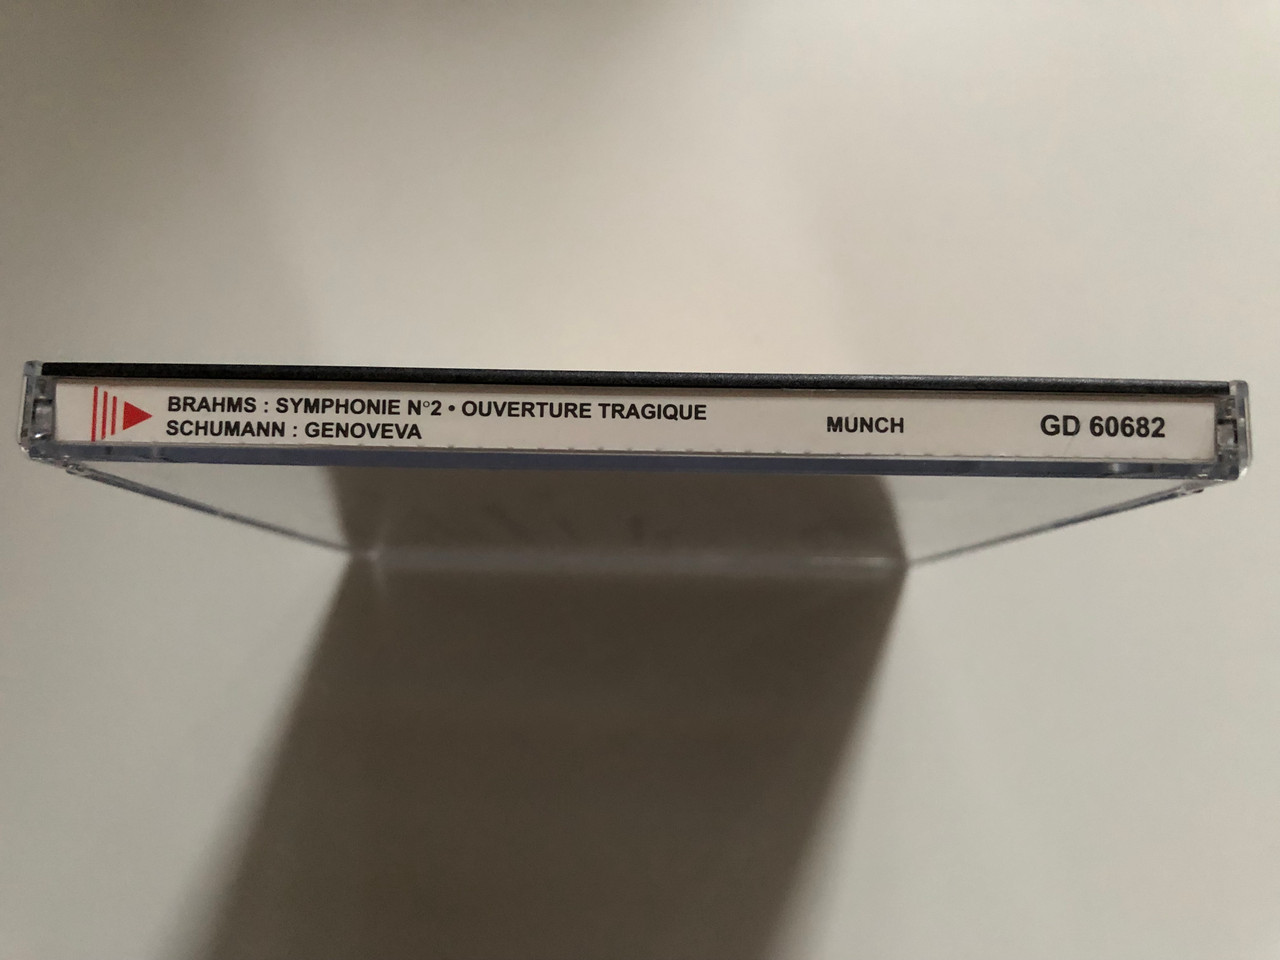 BRAHMS : SYMPHONIE N°2 • OUVERTURE TRAGIQUE
SCHUMANN : GENOVEVA
MUNCH
GD 60682